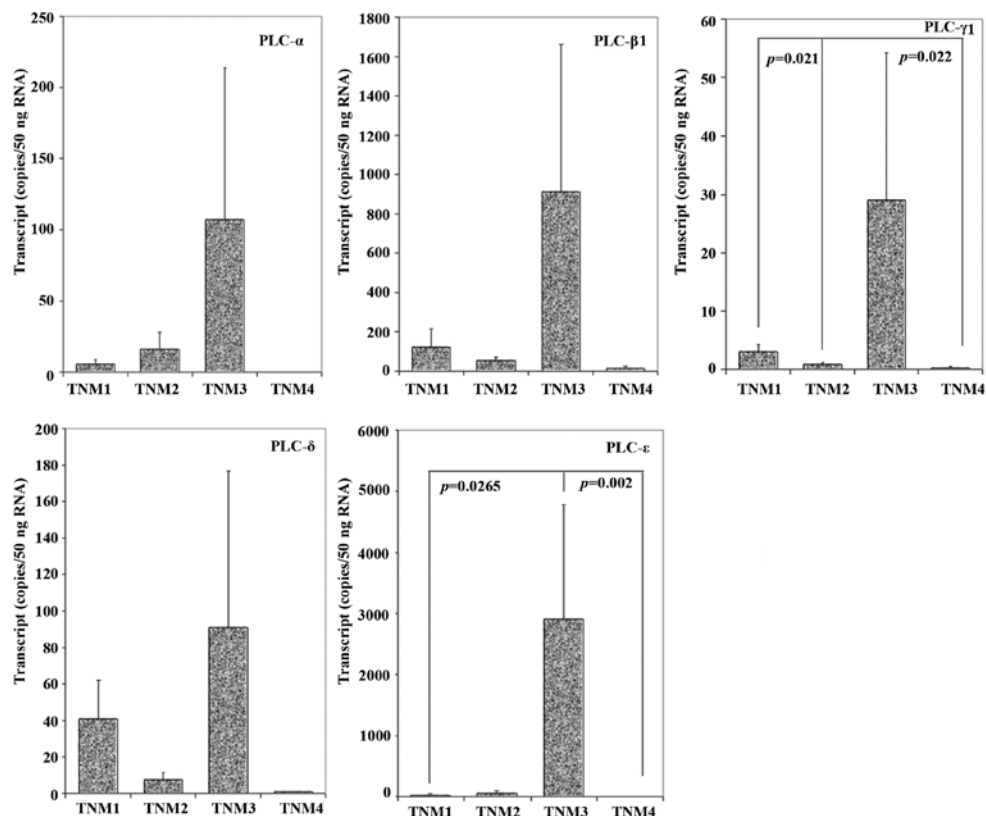 PLC-α
Transcript (copies/50 ng RNA)
250
200
150
100
50
0
TNM1 TNM2 TNM3 TNM4
PLC-β1
Transcript (copies/50 ng RNA)
1800
1600
1400
1200
1000
800
600
400
200
0
TNM1 TNM2 TNM3 TNM4
PLC-γ1
p=0.021 p=0.022
Transcript (copies/50 ng RNA)
60
50
40
30
20
10
0
TNM1 TNM2 TNM3 TNM4
PLC-δ
Transcript (copies/50 ng RNA)
200
180
160
140
120
100
80
60
40
20
0
TNM1 TNM2 TNM3 TNM4
PLC-ε
p=0.0265 p=0.002
Transcript (copies/50 ng RNA)
6000
5000
4000
3000
2000
1000
0
TNM1 TNM2 TNM3 TNM4